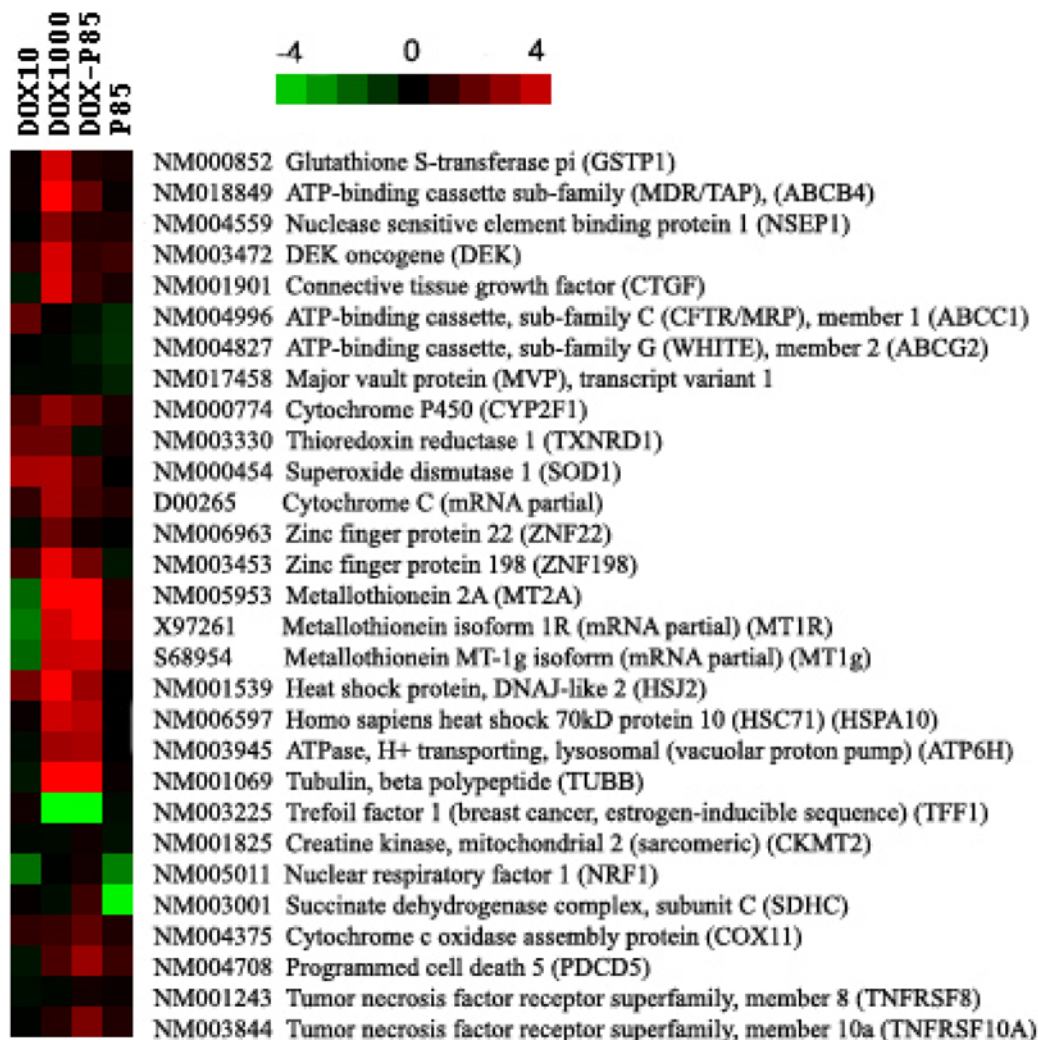 DOX10
DOX1000
DOX-P85
P85
-4 0 4
NM000852 Glutathione S-transferase pi (GSTP1)
NM018849 ATP-binding cassette sub-family (MDR/TAP), (ABCB4)
NM004559 Nuclease sensitive element binding protein 1 (NSEP1)
NM003472 DEK oncogene (DEK)
NM001901 Connective tissue growth factor (CTGF)
NM004996 ATP-binding cassette, sub-family C (CFTR/MRP), member 1 (ABCC1)
NM004827 ATP-binding cassette, sub-family G (WHITE), member 2 (ABCG2)
NM017458 Major vault protein (MVP), transcript variant 1
NM000774 Cytochrome P450 (CYP2F1)
NM003330 Thioredoxin reductase 1 (TXNRD1)
NM000454 Superoxide dismutase 1 (SOD1)
D00265 Cytochrome C (mRNA partial)
NM006963 Zinc finger protein 22 (ZNF22)
NM003453 Zinc finger protein 198 (ZNF198)
NM005953 Metallothionein 2A (MT2A)
X97261 Metallothionein isoform 1R (mRNA partial) (MT1R)
S68954 Metallothionein MT-1g isoform (mRNA partial) (MT1g)
NM001539 Heat shock protein, DNAJ-like 2 (HSJ2)
NM006597 Homo sapiens heat shock 70kD protein 10 (HSC71) (HSPA10)
NM003945 ATPase, H+ transporting, lysosomal (vacuolar proton pump) (ATP6H)
NM001069 Tubulin, beta polypeptide (TUBB)
NM003225 Trefoil factor 1 (breast cancer, estrogen-inducible sequence) (TFF1)
NM001825 Creatine kinase, mitochondrial 2 (sarcomeric) (CKMT2)
NM005011 Nuclear respiratory factor 1 (NRF1)
NM003001 Succinate dehydrogenase complex, subunit C (SDHC)
NM004375 Cytochrome c oxidase assembly protein (COX11)
NM004708 Programmed cell death 5 (PDCD5)
NM001243 Tumor necrosis factor receptor superfamily, member 8 (TNFRSF8)
NM003844 Tumor necrosis factor receptor superfamily, member 10a (TNFRSF10A)